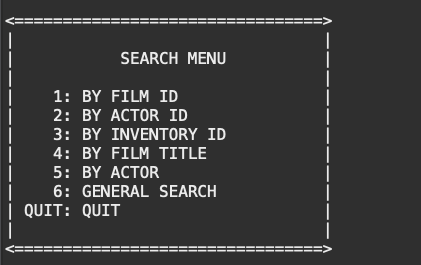 <================================>
SEARCH MENU
1: BY FILM ID
2: BY ACTOR ID
3: BY INVENTORY ID
4: BY FILM TITLE
5: BY ACTOR
6: GENERAL SEARCH
QUIT: QUIT
<================================>